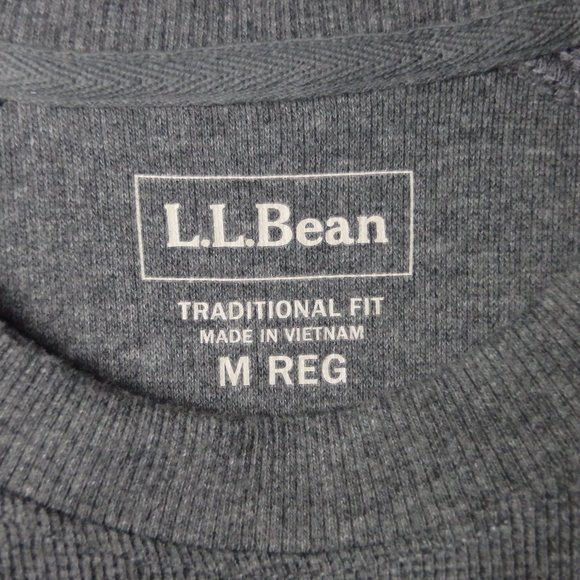 L.L.Bean
TRADITIONAL FIT
MADE IN VIETNAM
M REG